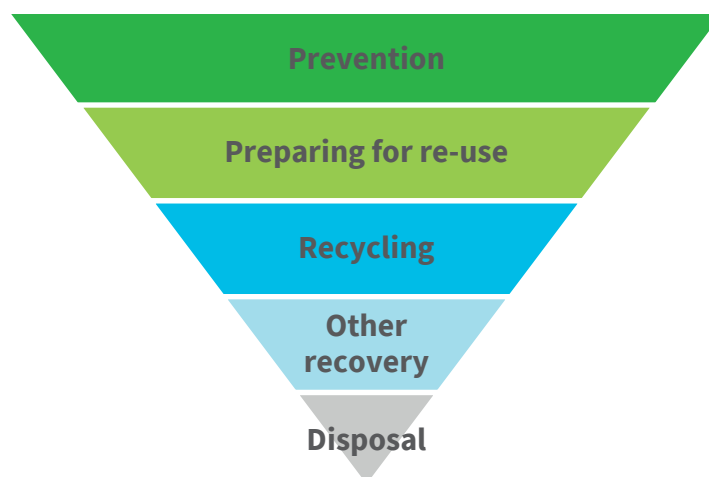 Prevention
Preparing for re-use
Recycling
Other
recovery
Disposal